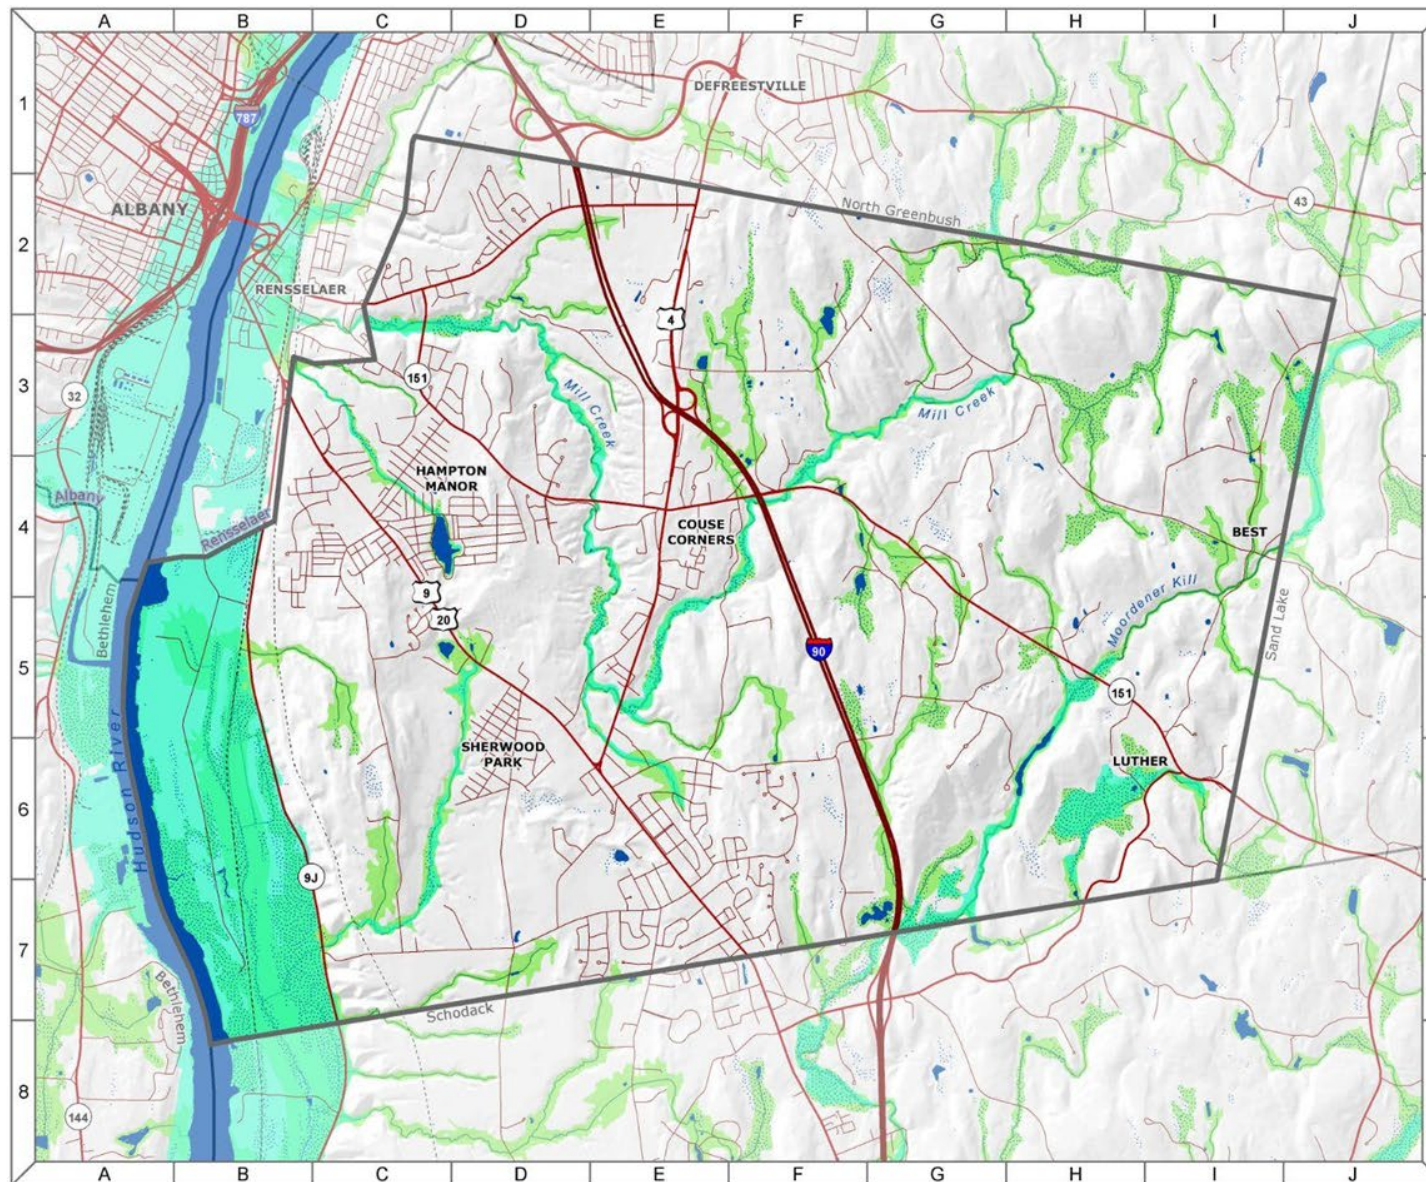 A B C D E F G H I J
1
DEFREESTVILLE
787
ALBANY
2
North Greenbush
43
RENSSELAER
4
3
151
32
Mill Creek
Mill Creek
HAMPTON
MANOR
Albany
Rensselaer
4
COUSE
CORNERS
BEST
9
20
Bethlehem
Moordener Kill
Sand Lake
5
90
151
Hudson River
SHERWOOD
PARK
LUTHER
6
9J
7
Bethlehem
Schodack
8
144
A B C D E F G H I J